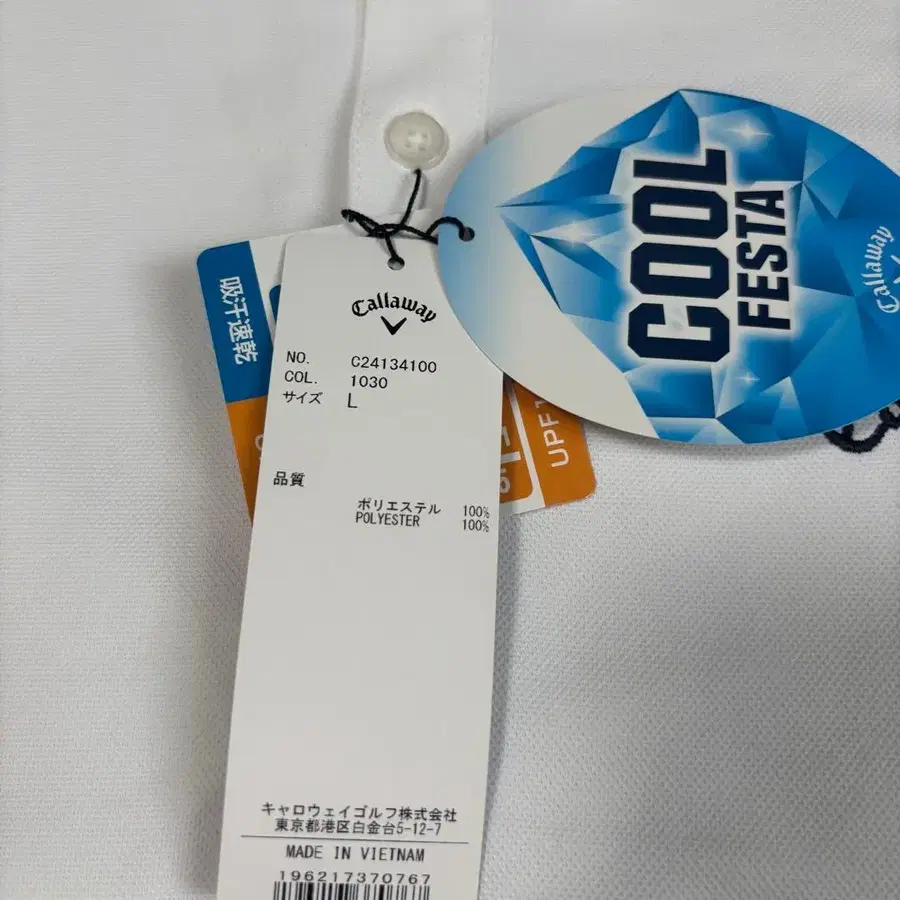 Callaway
NO. C24134100
COL. 1030
サイズ L
品質
ポリエステル 100%
POLYESTER 100%
キャロウェイゴルフ株式会社
東京都港区白金台5-12-7
MADE IN VIETNAM
196217370767
COOL
FESTA
Callaway
吸汗速乾
UPF